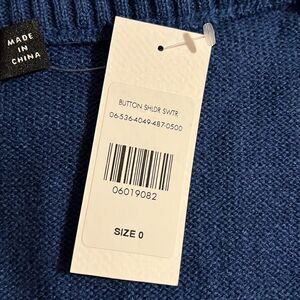 MADE
IN
CHINA
BUTTON SHLDR SWTR
06-536-4049-487-0500
06019082
SIZE 0